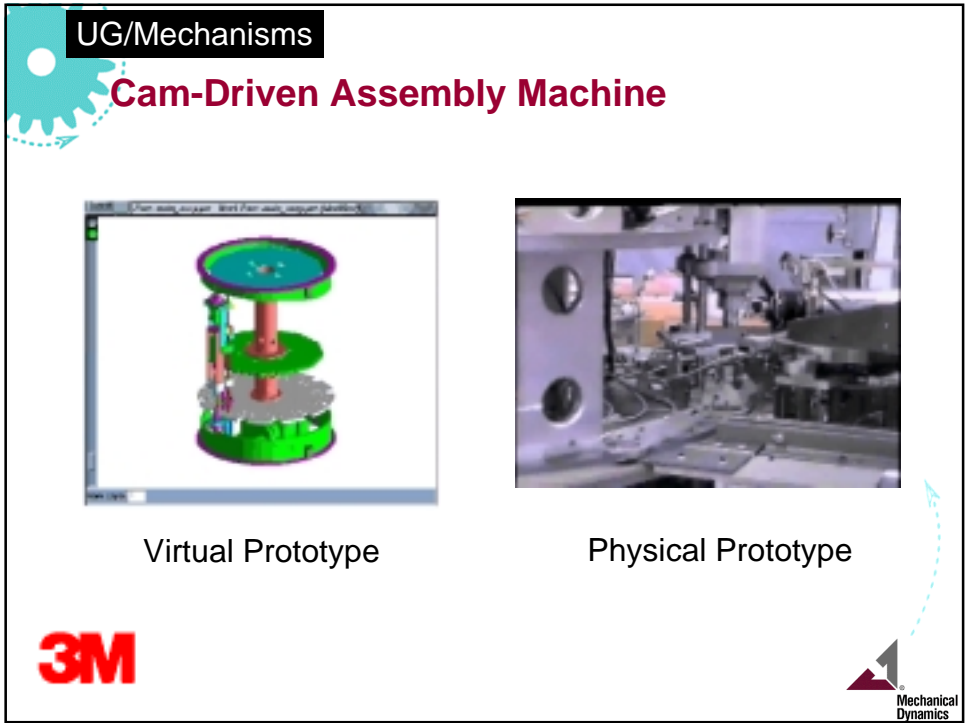 UG/Mechanisms
Cam-Driven Assembly Machine
Virtual Prototype
Physical Prototype
3M
®
Mechanical
Dynamics